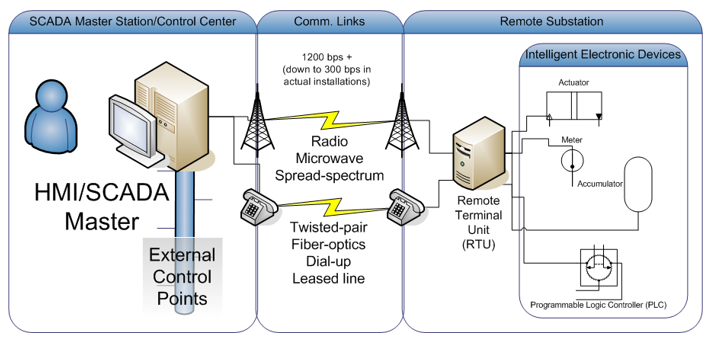 SCADA Master Station/Control Center
Comm. Links
Remote Substation
1200 bps +
(down to 300 bps in
actual installations)
Intelligent Electronic Devices
Actuator
Radio
Microwave
Spread-spectrum
Meter
Accumulator
HMI/SCADA
Master
Remote
Terminal
Unit
(RTU)
Twisted-pair
Fiber-optics
Dial-up
Leased line
External
Control
Points
Programmable Logic Controller (PLC)